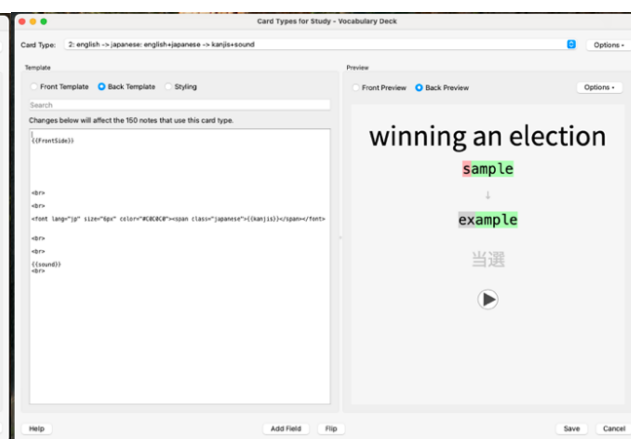 Card Types for Study - Vocabulary Deck
Card Type: 2: english -> japanese: english+japanese -> kanjis+sound Options
Template
Front Template Back Template Styling
Search
Changes below will affect the 150 notes that use this card type.
{{FrontSide}}
<br>
<br>
<font lang="jp" size="6px" color="#C0C0C0"><span class="japanese">{{kanjis}}</span></font>
<br>
<br>
{{sound}}
<br>
Preview
Front Preview Back Preview Options
winning an election
sample
↓
example
当選
Help Add Field Flip Save Cancel